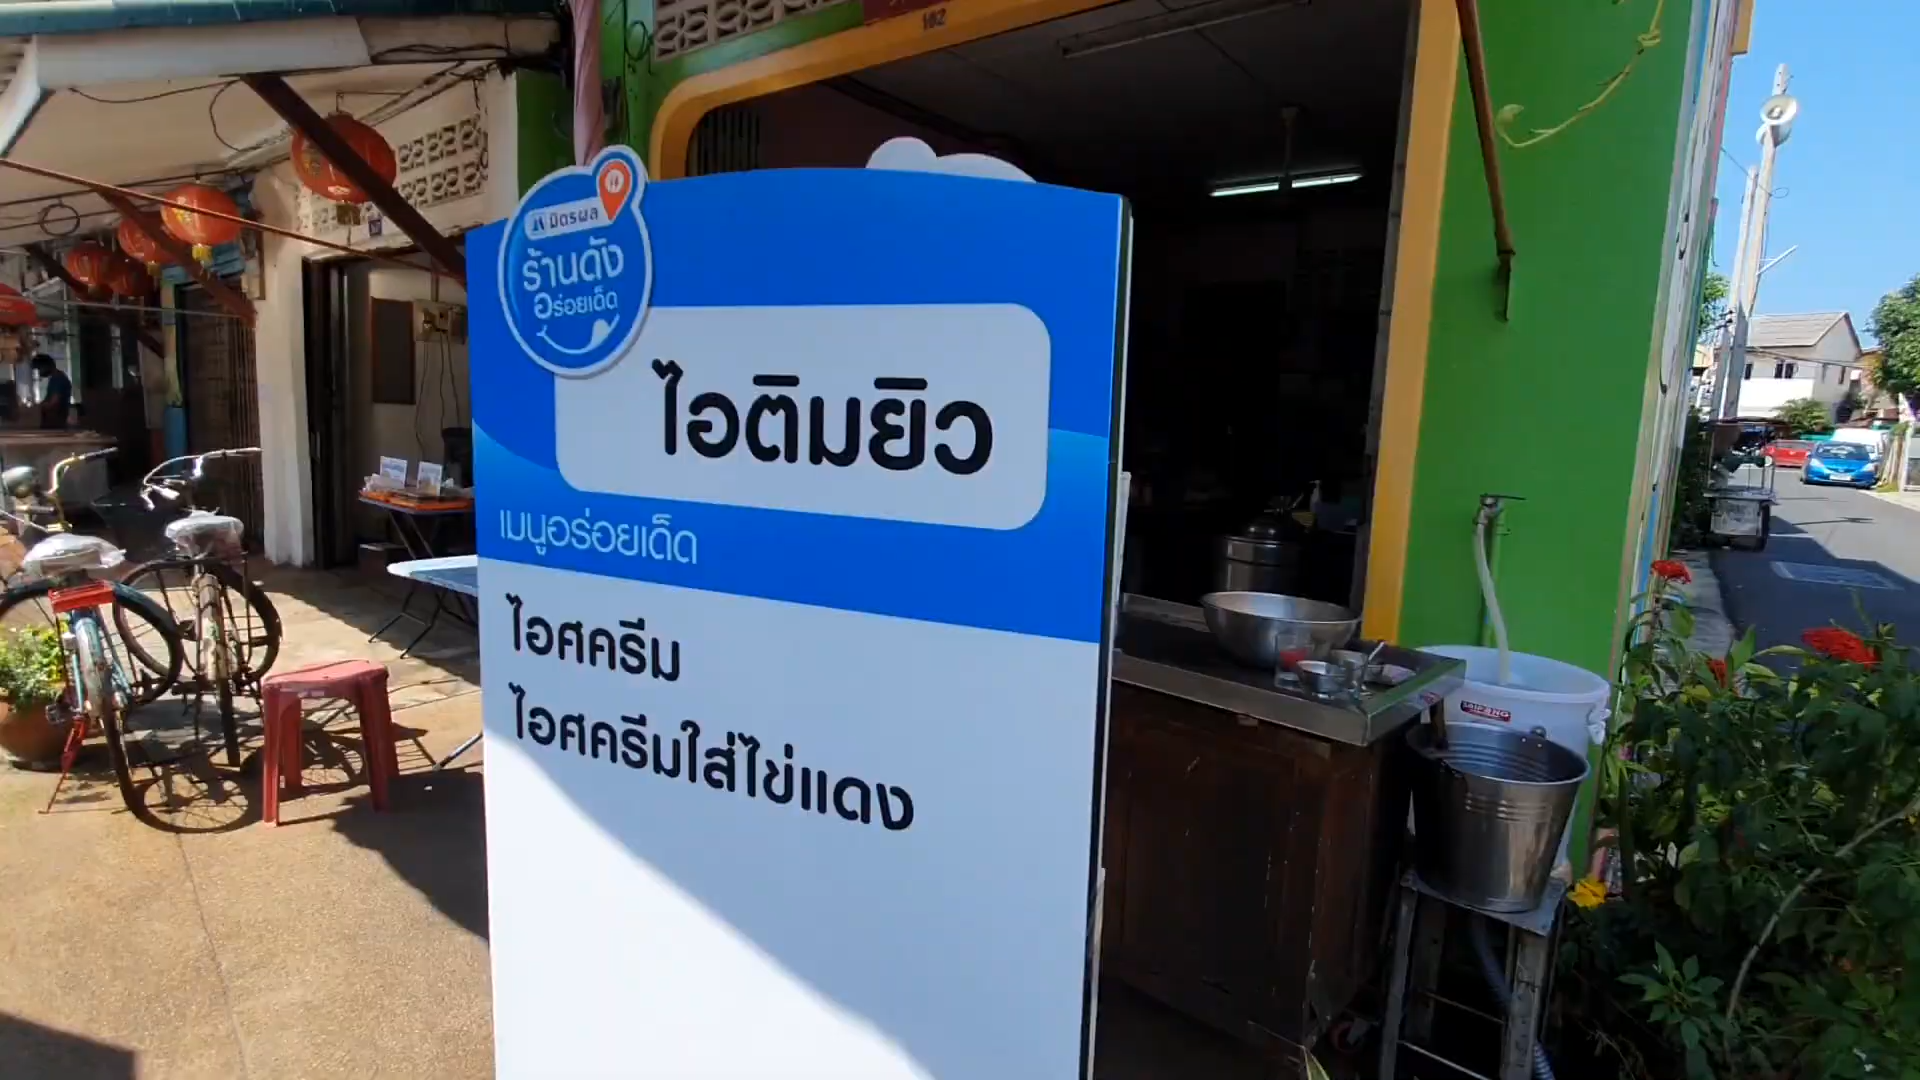 102
มิตรผล
ร้านดัง
อร่อยเด็ด
ไอติมยิว
เมนูอร่อยเด็ด
ไอศครีม
ไอศครีมใส่ไข่แดง